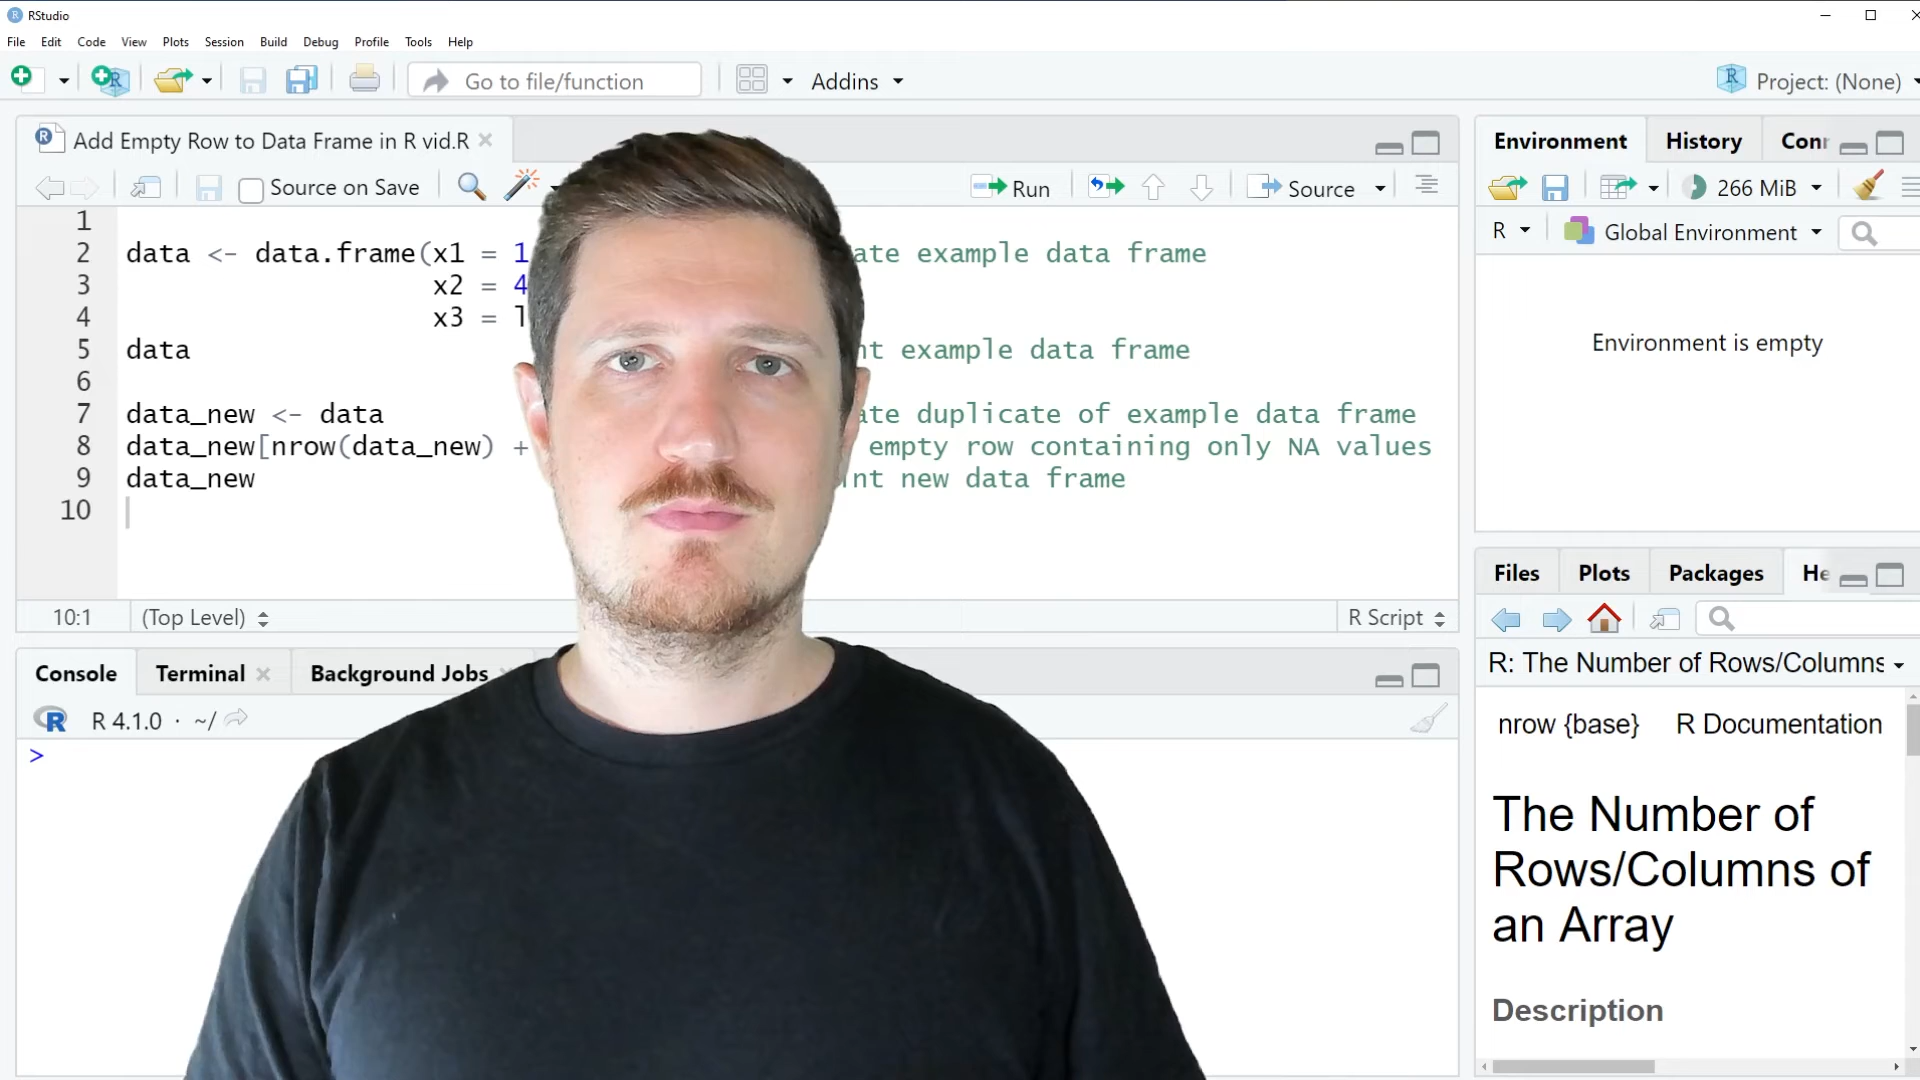 RStudio
File Edit Code View Plots Session Build Debug Profile Tools Help
Go to file/function
Addins
Project: (None)
Add Empty Row to Data Frame in R vid.R
Source on Save
Run
Source
1
2 data <- data.frame(x1 = 1 ate example data frame
3 x2 = 4
4 x3 = l
5 data nt example data frame
6
7 data_new <- data ate duplicate of example data frame
8 data_new[nrow(data_new) + empty row containing only NA values
9 data_new int new data frame
10
10:1 (Top Level)
R Script
Console Terminal Background Jobs
R 4.1.0 · ~/
>
Environment History Conn
266 MiB
R Global Environment
Environment is empty
Files Plots Packages He
R: The Number of Rows/Columns
nrow {base} R Documentation
The Number of
Rows/Columns of
an Array
Description